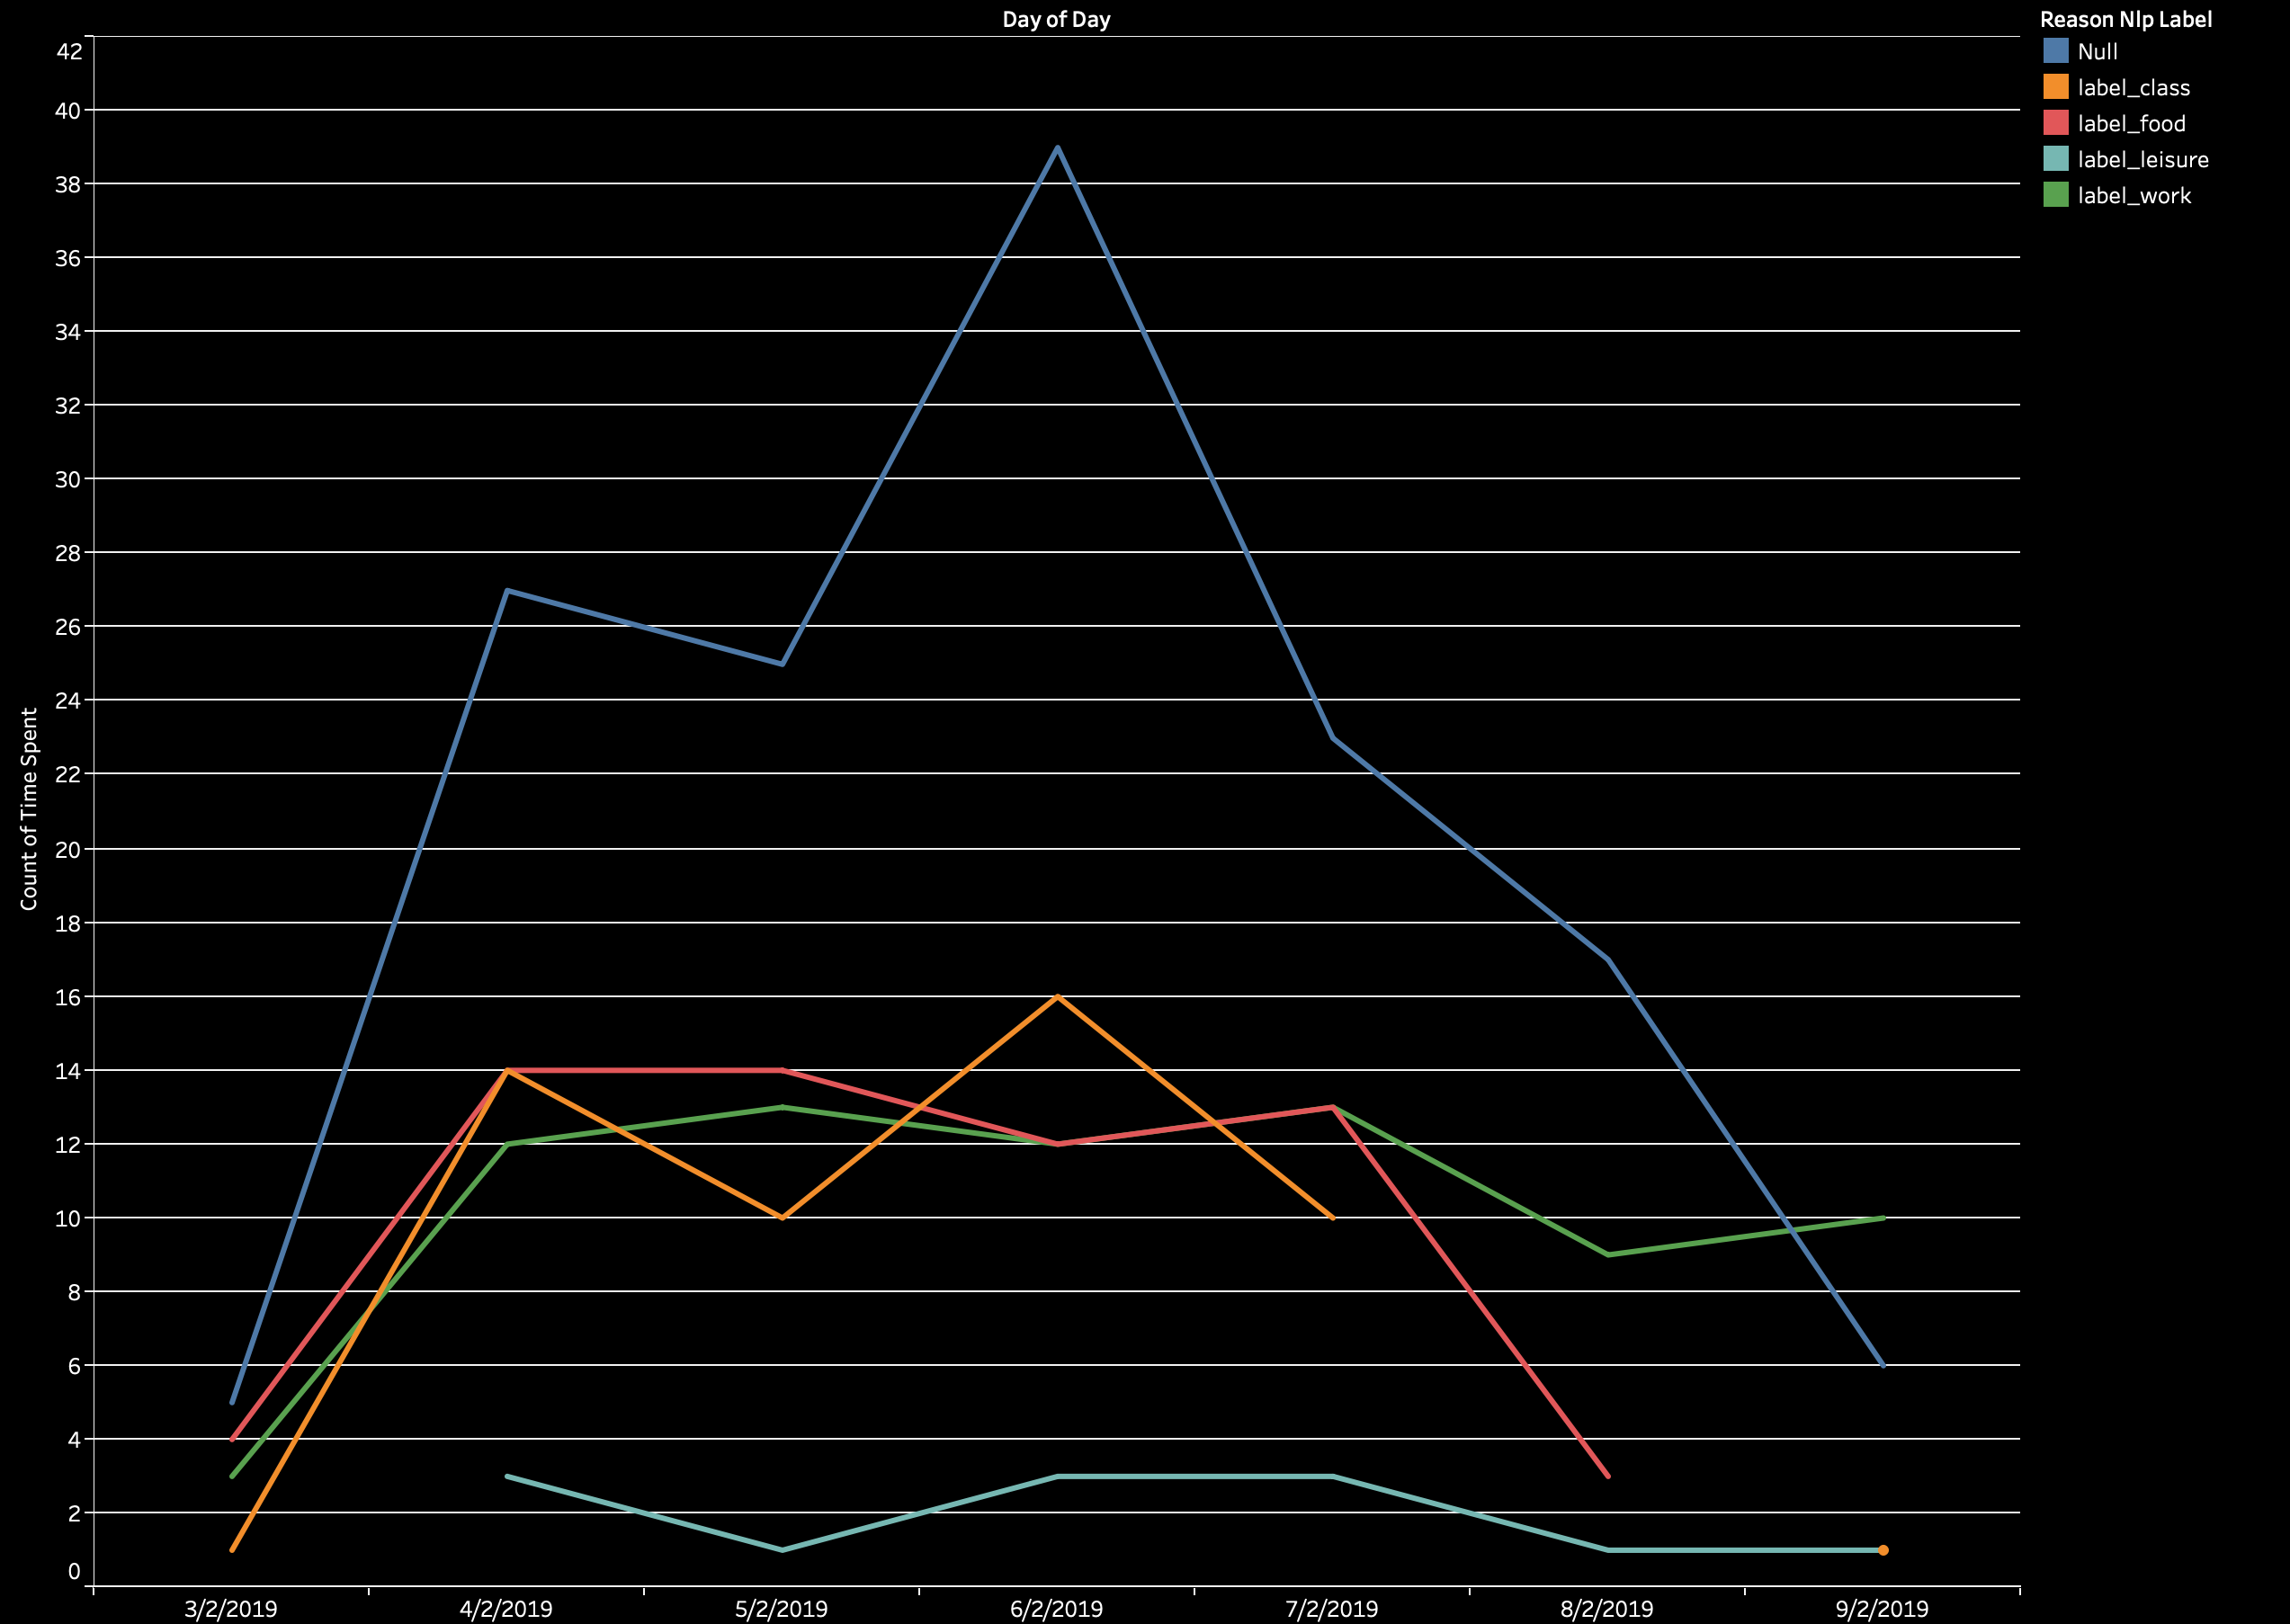 Day of Day
Reason Nlp Label
Null
label_class
label_food
label_leisure
label_work
Count of Time Spent
42
40
38
36
34
32
30
28
26
24
22
20
18
16
14
12
10
8
6
4
2
0
3/2/2019 4/2/2019 5/2/2019 6/2/2019 7/2/2019 8/2/2019 9/2/2019